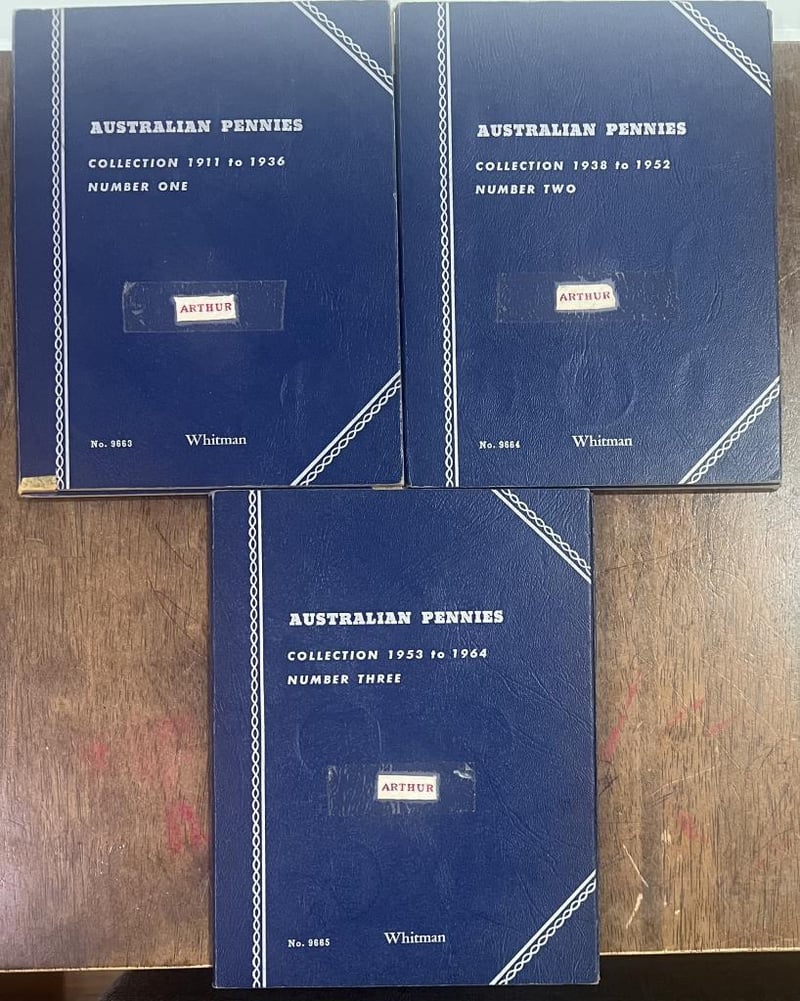 AUSTRALIAN PENNIES
COLLECTION 1911 to 1936
NUMBER ONE
ARTHUR
No. 9663
Whitman
AUSTRALIAN PENNIES
COLLECTION 1938 to 1952
NUMBER TWO
ARTHUR
No. 9664
Whitman
AUSTRALIAN PENNIES
COLLECTION 1953 to 1964
NUMBER THREE
ARTHUR
No. 9665
Whitman